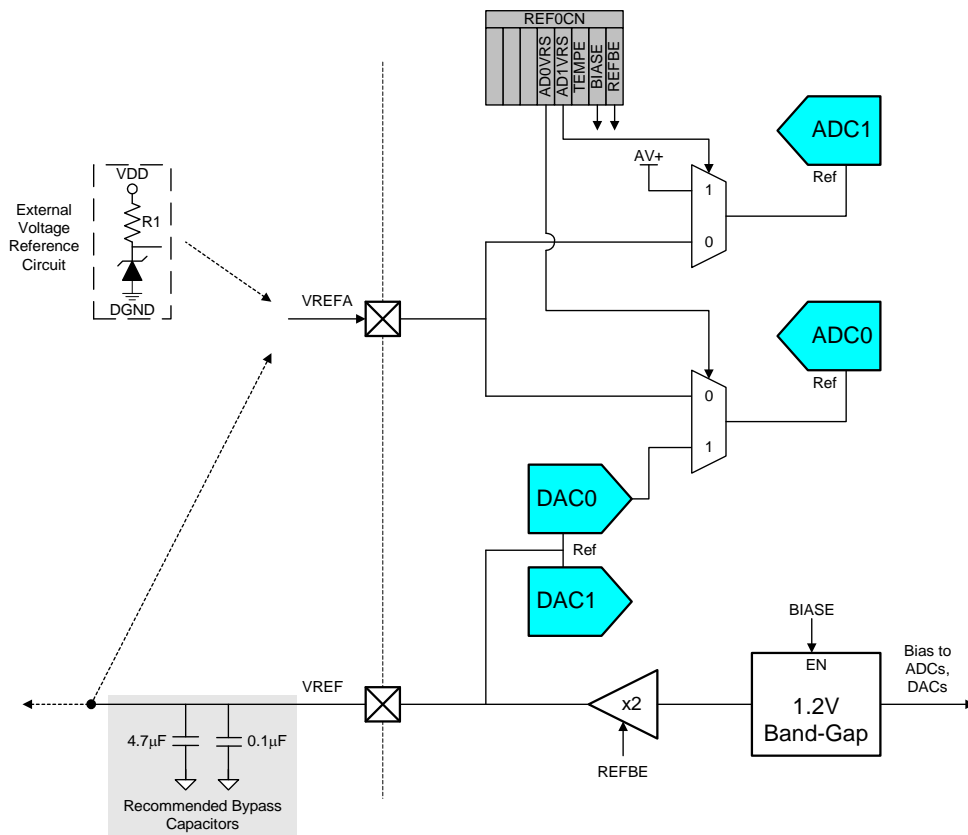 REF0CN
AD0VRS
AD1VRS
TEMPE
BIASE
REFBE
ADC1
Ref
AV+
1
0
External
Voltage
Reference
Circuit
VDD
R1
DGND
VREFA
ADC0
Ref
0
1
DAC0
Ref
DAC1
BIASE
EN
1.2V
Band-Gap
Bias to
ADCs,
DACs
VREF
x2
REFBE
4.7µF
0.1µF
Recommended Bypass
Capacitors